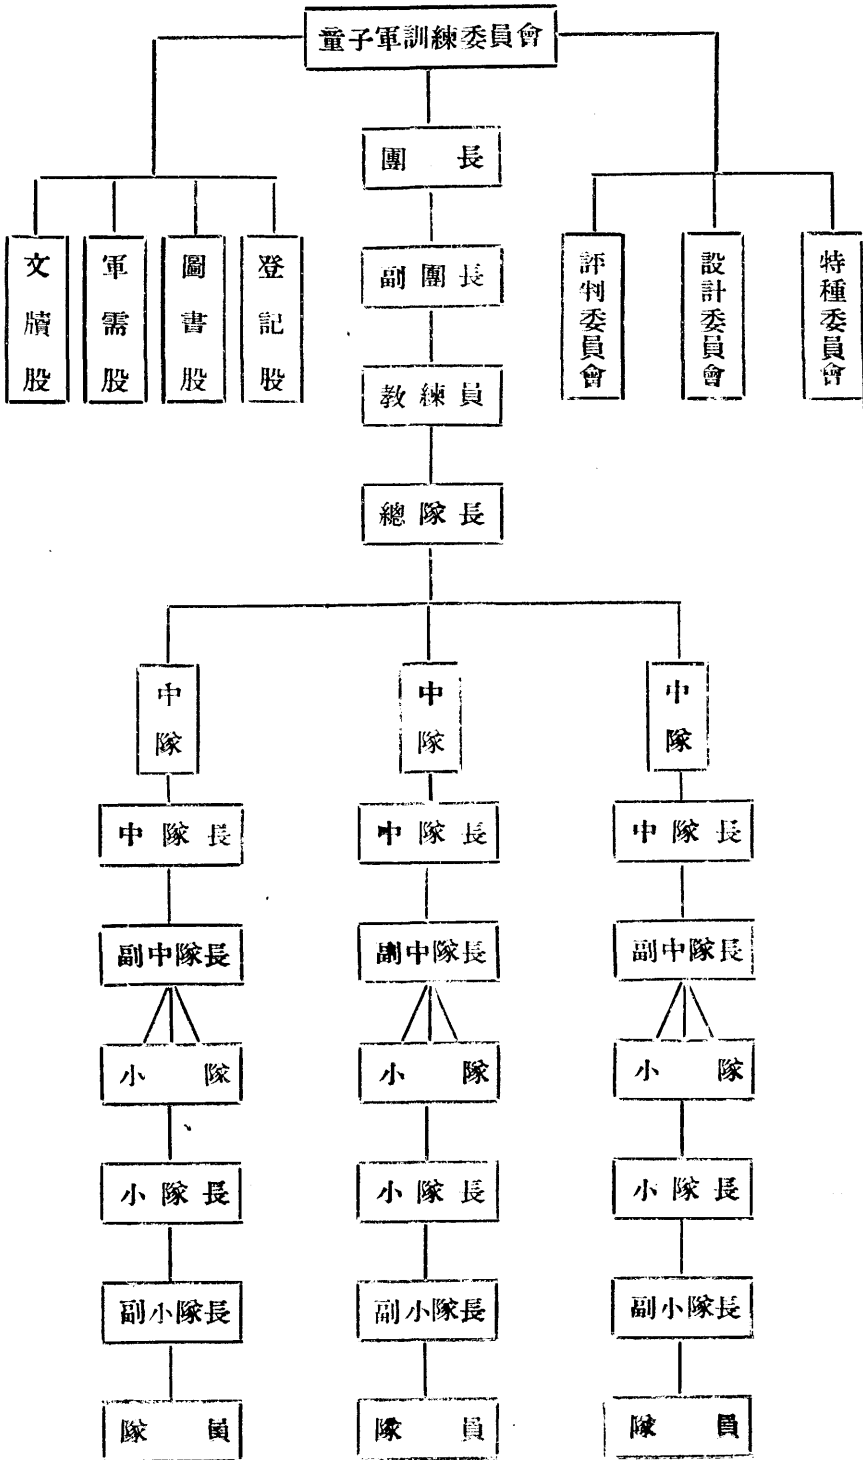 童子軍訓練委員會
團長
副團長
教練員
總隊長
文牘股
軍需股
圖書股
登記股
評判委員會
設計委員會
特種委員會
中隊
中隊
中隊
中隊長
中隊長
中隊長
副中隊長
副中隊長
副中隊長
小隊
小隊
小隊
小隊長
小隊長
小隊長
副小隊長
副小隊長
副小隊長
隊員
隊員
隊員